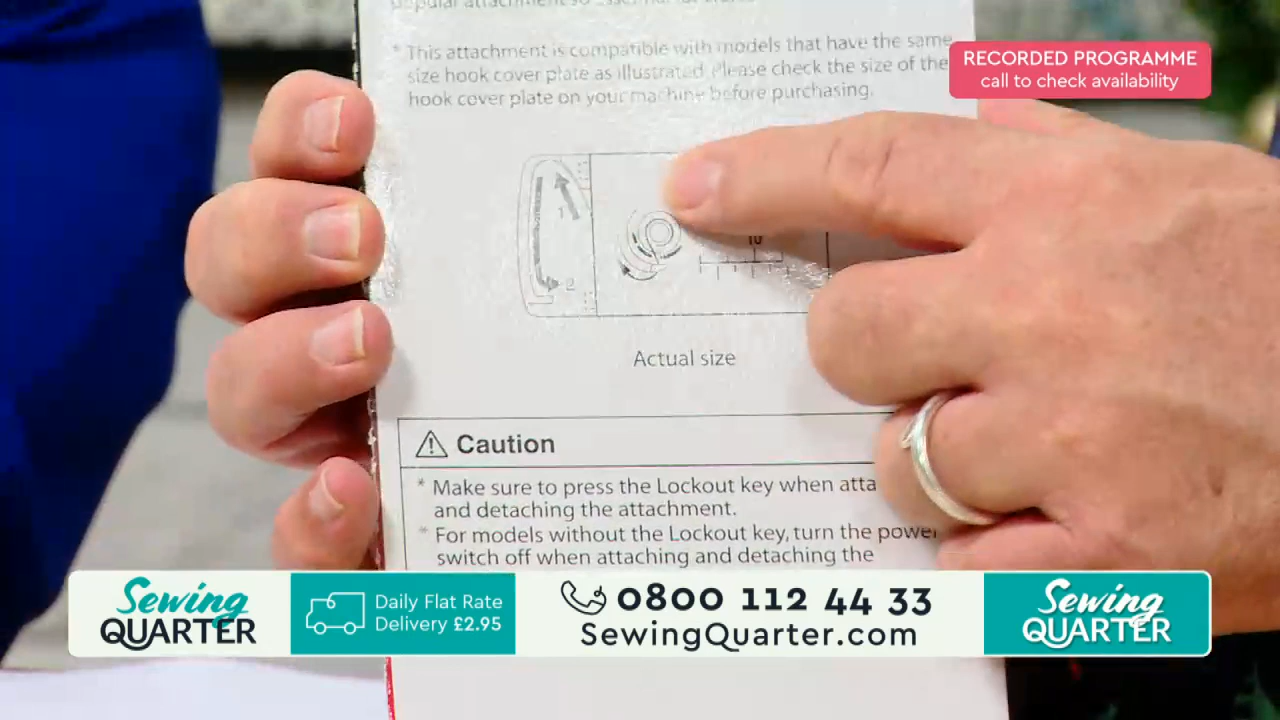 popular attachment so
* This attachment is compatible with models that have the same
size hook cover plate as illustrated. Please check the size of the
hook cover plate on your machine before purchasing.
RECORDED PROGRAMME
call to check availability
1
10
2
Actual size
Caution
* Make sure to press the Lockout key when atta
and detaching the attachment.
* For models without the Lockout key, turn the power
switch off when attaching and detaching the
Sewing
QUARTER
Daily Flat Rate
Delivery £2.95
0800 112 44 33
SewingQuarter.com
Sewing
QUARTER